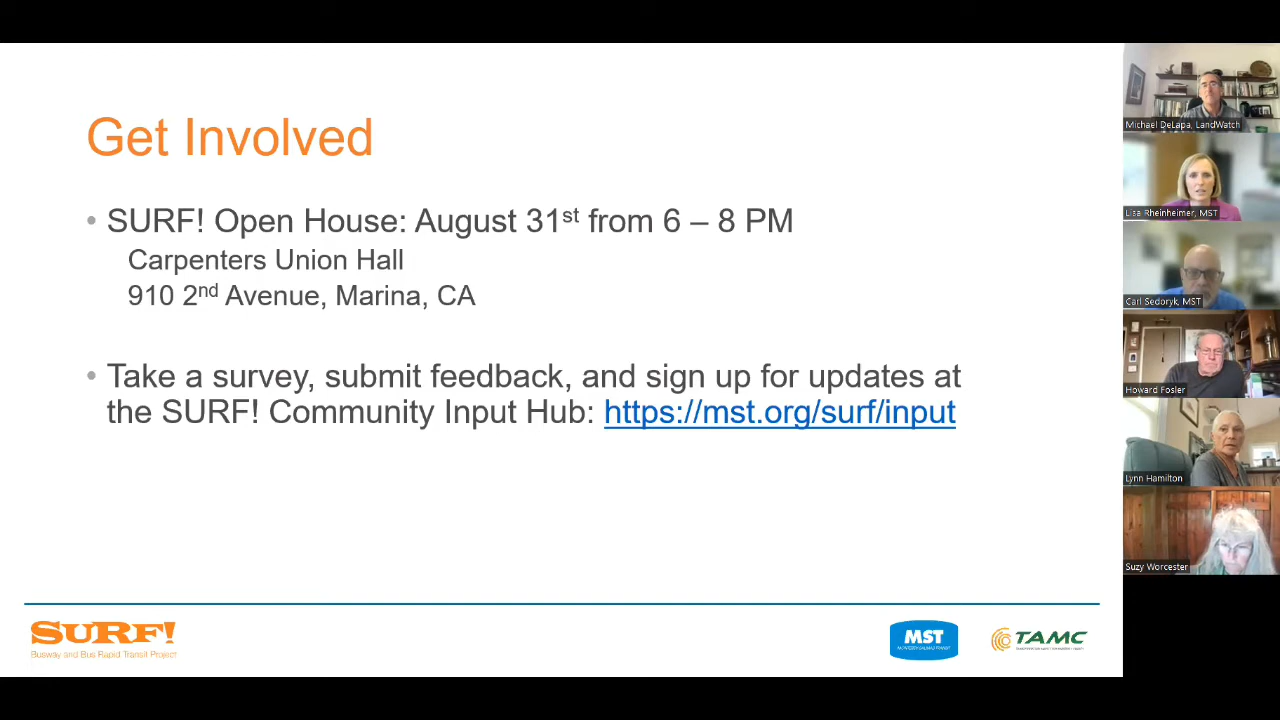 Get Involved
• SURF! Open House: August 31st from 6 – 8 PM
Carpenters Union Hall
910 2nd Avenue, Marina, CA
• Take a survey, submit feedback, and sign up for updates at
the SURF! Community Input Hub: https://mst.org/surf/input
SURF!
Busway and Bus Rapid Transit Project
MST
MONTEREY-SALINAS TRANSIT
TAMC
Michael DeLapa, LandWatch
Lisa Rheinheimer, MST
Carl Sedoryk, MST
Howard Fosler
Lynn Hamilton
Suzy Worcester